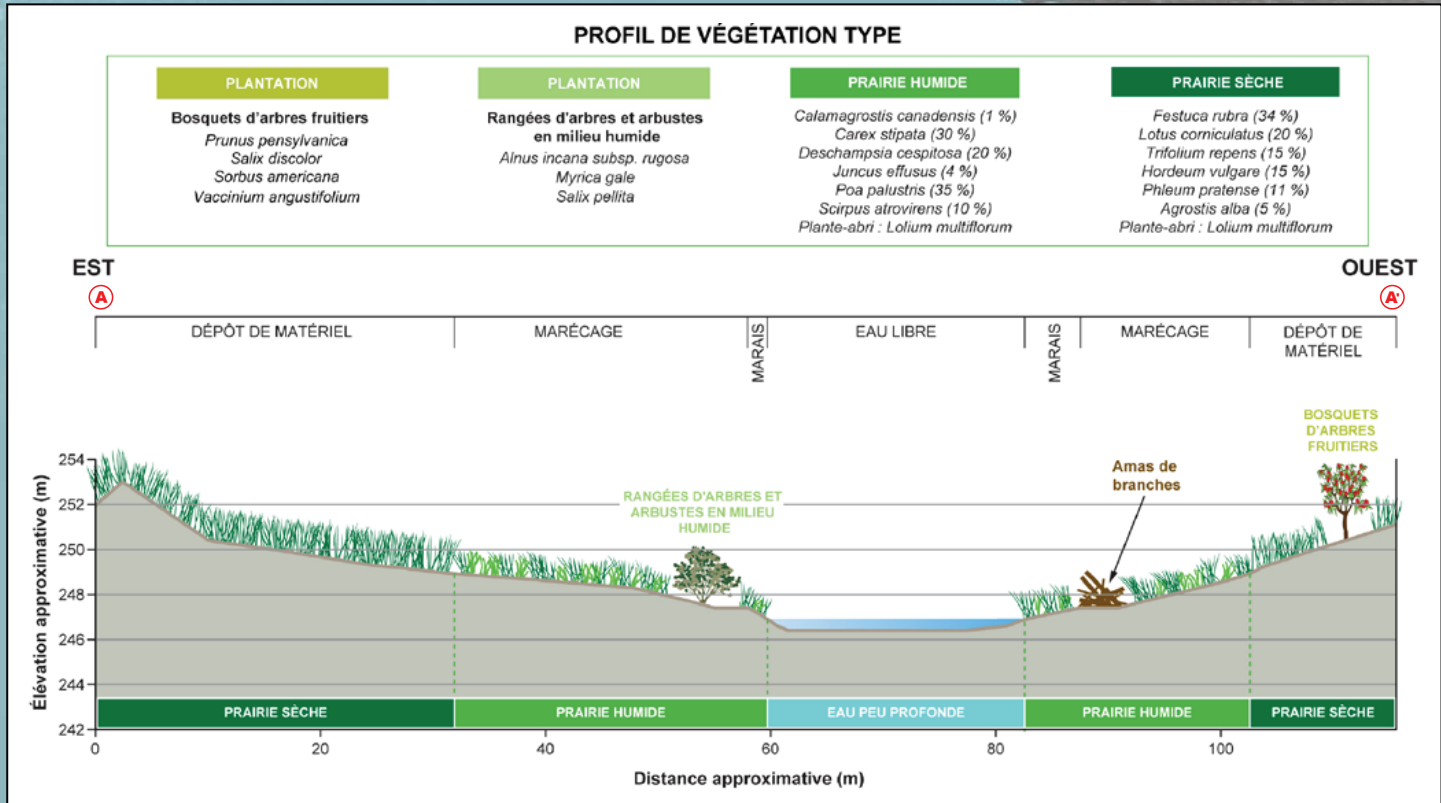 PROFIL DE VÉGÉTATION TYPE
PLANTATION
Bosquets d'arbres fruitiers
Prunus pensylvanica
Salix discolor
Sorbus americana
Vaccinium angustifolium
PLANTATION
Rangées d'arbres et arbustes
en milieu humide
Alnus incana subsp. rugosa
Myrica gale
Salix pellita
PRAIRIE HUMIDE
Calamagrostis canadensis (1 %)
Carex stipata (30 %)
Deschampsia cespitosa (20 %)
Juncus effusus (4 %)
Poa palustris (35 %)
Scirpus atrovirens (10 %)
Plante-abri : Lolium multiflorum
PRAIRIE SÈCHE
Festuca rubra (34 %)
Lotus corniculatus (20 %)
Trifolium repens (15 %)
Hordeum vulgare (15 %)
Phleum pratense (11 %)
Agrostis alba (5 %)
Plante-abri : Lolium multiflorum
EST
OUEST
A
A'
DÉPÔT DE MATÉRIEL
MARÉCAGE
MARAIS
EAU LIBRE
MARAIS
MARÉCAGE
DÉPÔT DE
MATÉRIEL
BOSQUETS
D'ARBRES
FRUITIERS
Amas de
branches
RANGÉES D'ARBRES ET
ARBUSTES EN MILIEU
HUMIDE
Élévation approximative (m)
254
252
250
248
246
244
242
PRAIRIE SÈCHE
PRAIRIE HUMIDE
EAU PEU PROFONDE
PRAIRIE HUMIDE
PRAIRIE SÈCHE
0
20
40
60
80
100
Distance approximative (m)